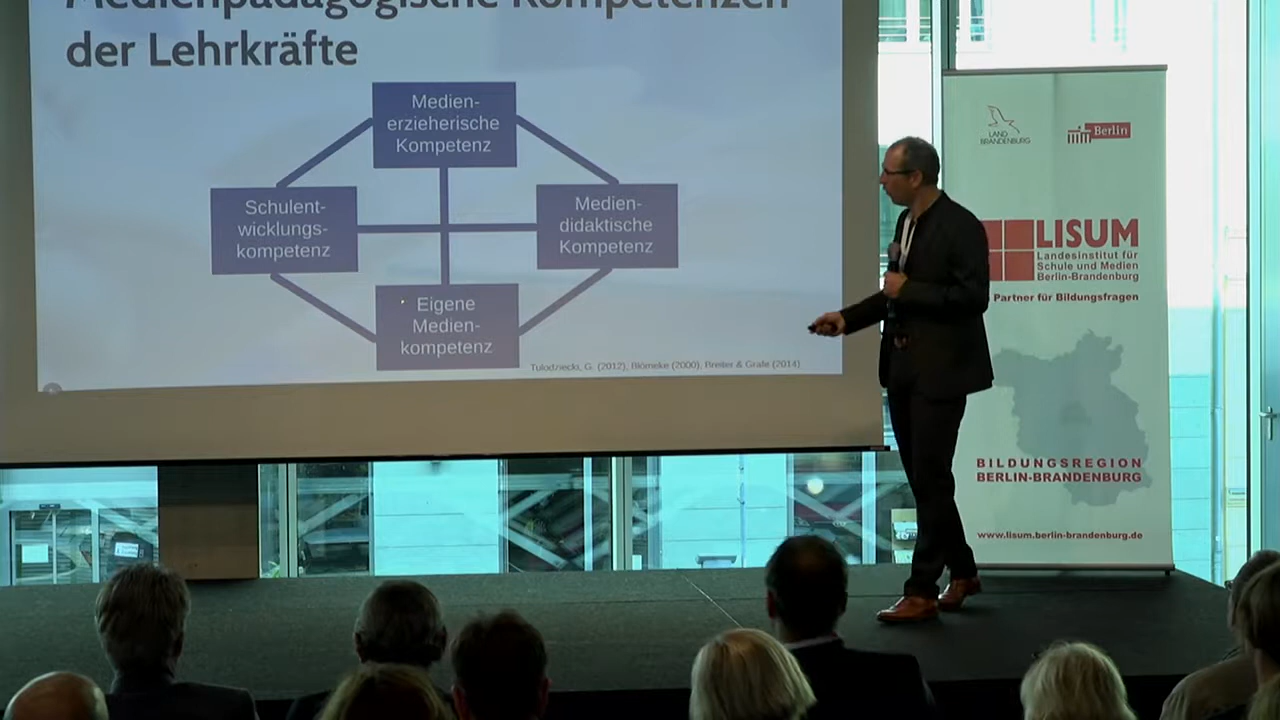 Medienpädagogische Kompetenzen
der Lehrkräfte
Medien-
erzieherische
Kompetenz
Schulent-
wicklungs-
kompetenz
Medien-
didaktische
Kompetenz
Eigene
Medien-
kompetenz
Tulodziecki, G. (2012), Blömeke (2000), Breiter & Grafe (2014)
LAND
BRANDENBURG
Berlin
LISUM
Landesinstitut für
Schule und Medien
Berlin-Brandenburg
Partner für Bildungsfragen
BILDUNGSREGION
BERLIN-BRANDENBURG
www.lisum.berlin-brandenburg.de